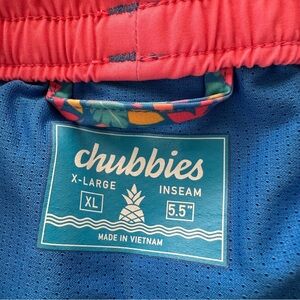 chubbies
X-LARGE INSEAM
XL 5.5"
MADE IN VIETNAM